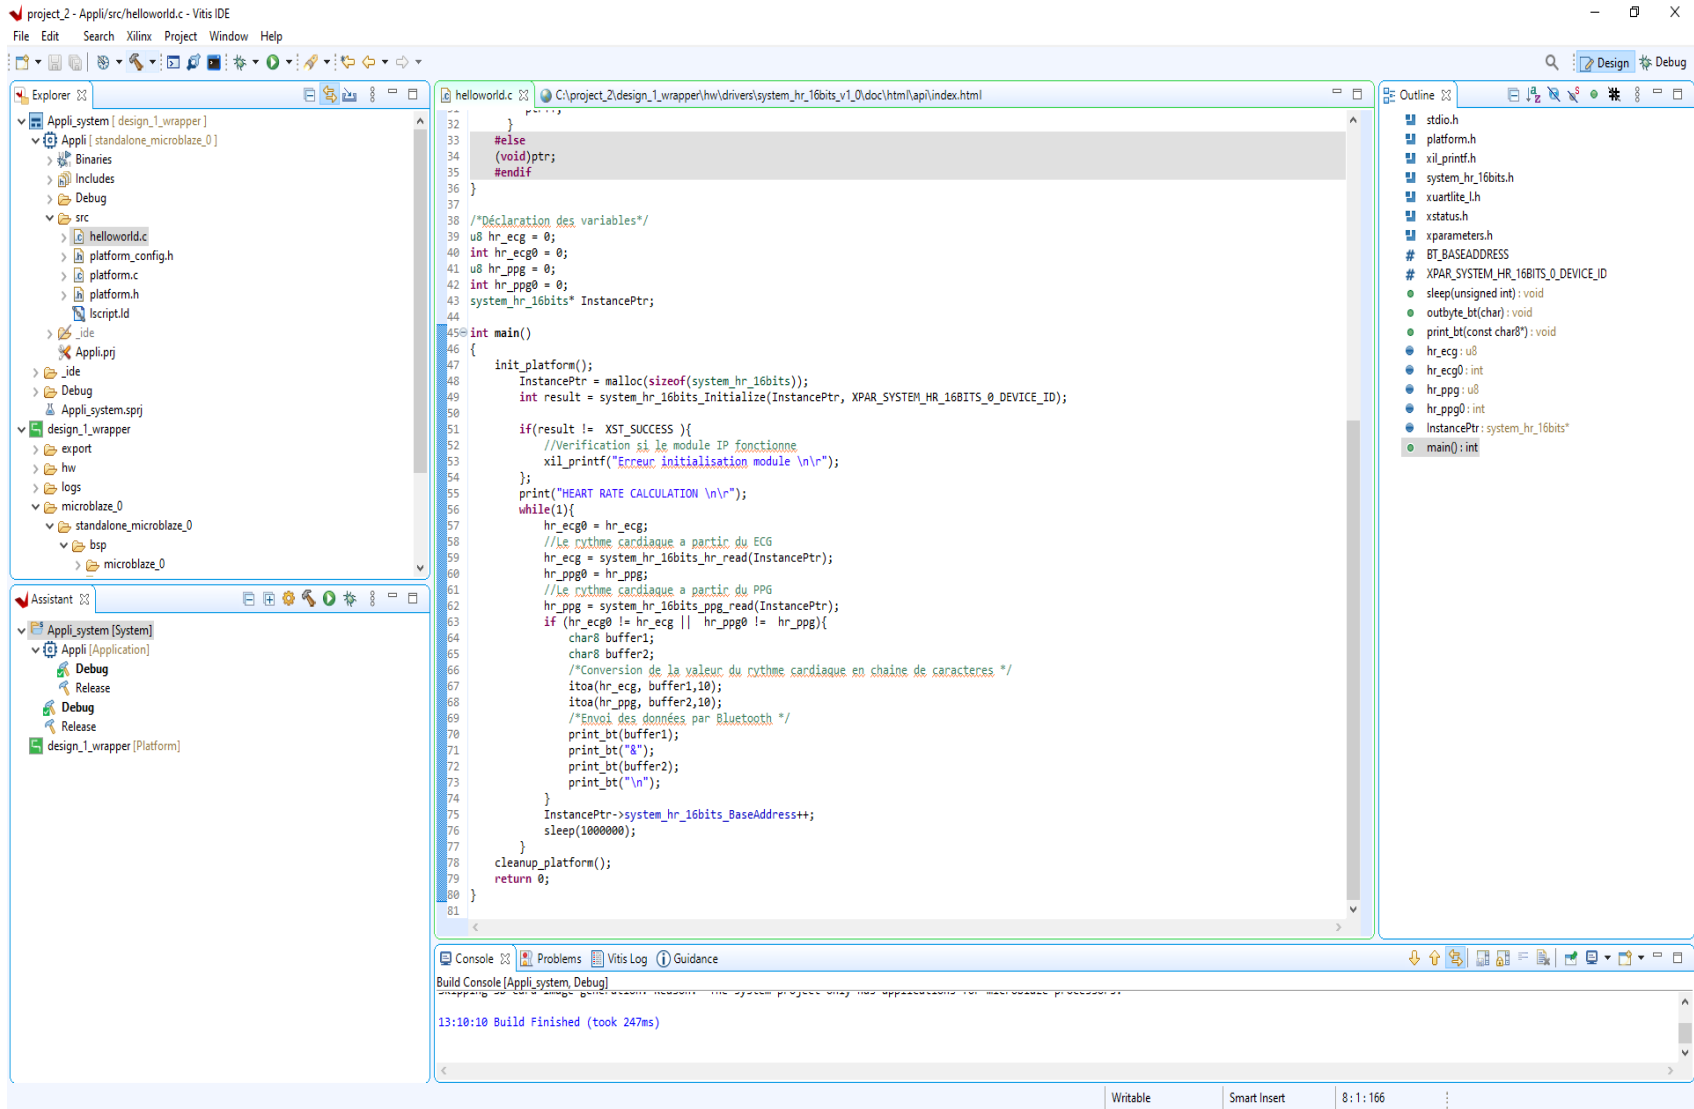 project_2 - Appli/src/helloworld.c - Vitis IDE
File Edit Search Xilinx Project Window Help
Design Debug
Explorer
Appli_system [ design_1_wrapper ]
Appli [ standalone_microblaze_0 ]
Binaries
Includes
Debug
src
helloworld.c
platform_config.h
platform.c
platform.h
lscript.ld
_ide
Appli.prj
_ide
Debug
Appli_system.sprj
design_1_wrapper
export
hw
logs
microblaze_0
standalone_microblaze_0
bsp
microblaze_0
Assistant
Appli_system [System]
Appli [Application]
Debug
Release
Debug
Release
design_1_wrapper [Platform]
helloworld.c C:\project_2\design_1_wrapper\hw\drivers\system_hr_16bits_v1_0\doc\html\api\index.html
32 }
33 #else
34 (void)ptr;
35 #endif
36 }
37
38 /*Déclaration des variables*/
39 u8 hr_ecg = 0;
40 int hr_ecg0 = 0;
41 u8 hr_ppg = 0;
42 int hr_ppg0 = 0;
43 system_hr_16bits* InstancePtr;
44
45 int main()
46 {
47 init_platform();
48 InstancePtr = malloc(sizeof(system_hr_16bits));
49 int result = system_hr_16bits_Initialize(InstancePtr, XPAR_SYSTEM_HR_16BITS_0_DEVICE_ID);
50
51 if(result != XST_SUCCESS ){
52 //Verification si le module IP fonctionne
53 xil_printf("Erreur initialisation module \n\r");
54 };
55 print("HEART RATE CALCULATION \n\r");
56 while(1){
57 hr_ecg0 = hr_ecg;
58 //Le rythme cardiaque a partir du ECG
59 hr_ecg = system_hr_16bits_hr_read(InstancePtr);
60 hr_ppg0 = hr_ppg;
61 //Le rythme cardiaque a partir du PPG
62 hr_ppg = system_hr_16bits_ppg_read(InstancePtr);
63 if (hr_ecg0 != hr_ecg || hr_ppg0 != hr_ppg){
64 char8 buffer1;
65 char8 buffer2;
66 /*Conversion de la valeur du rythme cardiaque en chaine de caracteres */
67 itoa(hr_ecg, buffer1,10);
68 itoa(hr_ppg, buffer2,10);
69 /*Envoi des données par Bluetooth */
70 print_bt(buffer1);
71 print_bt("&");
72 print_bt(buffer2);
73 print_bt("\n");
74 }
75 InstancePtr->system_hr_16bits_BaseAddress++;
76 sleep(1000000);
77 }
78 cleanup_platform();
79 return 0;
80 }
81
Outline
stdio.h
platform.h
xil_printf.h
system_hr_16bits.h
xuartlite_l.h
xstatus.h
xparameters.h
BT_BASEADDRESS
XPAR_SYSTEM_HR_16BITS_0_DEVICE_ID
sleep(unsigned int) : void
outbyte_bt(char) : void
print_bt(const char8*) : void
hr_ecg : u8
hr_ecg0 : int
hr_ppg : u8
hr_ppg0 : int
InstancePtr : system_hr_16bits*
main() : int
Console Problems Vitis Log Guidance
Build Console [Appli_system, Debug]
Skipping SD card image generation. Reason: The system project only has applications for microblaze processors.
13:10:10 Build Finished (took 247ms)
Writable Smart Insert 8 : 1 : 166